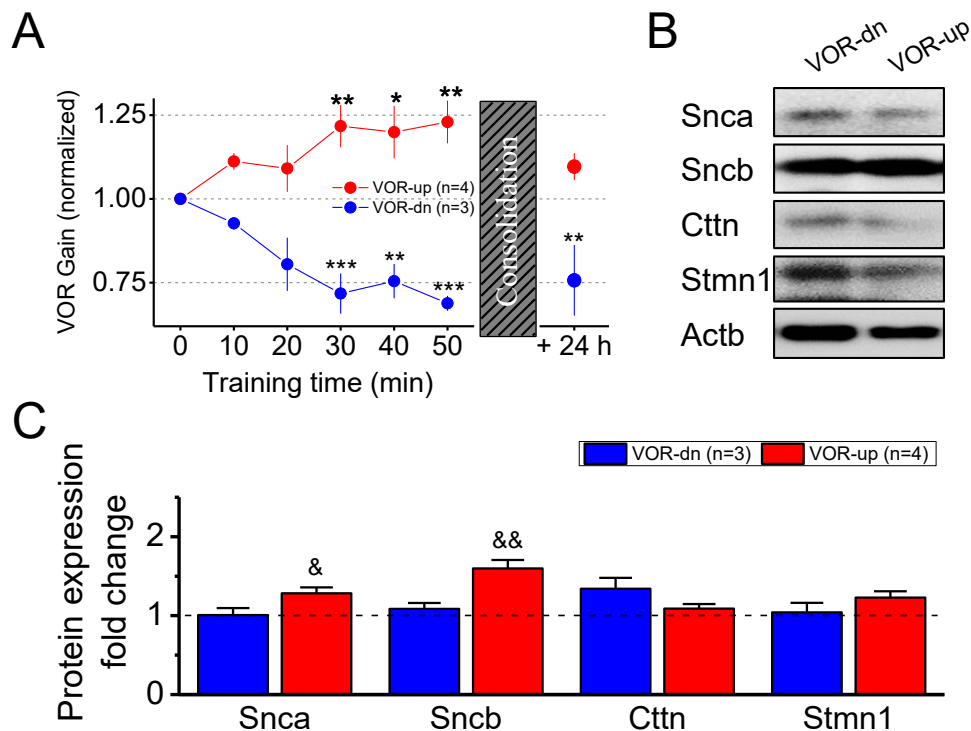 A
VOR Gain (normalized)
1.25
1.00
0.75
** * **
*** ** ***
**
VOR-up (n=4)
VOR-dn (n=3)
Consolidation
0 10 20 30 40 50 + 24 h
Training time (min)
B
VOR-dn VOR-up
Snca
Sncb
Cttn
Stmn1
Actb
C
VOR-dn (n=3) VOR-up (n=4)
Protein expression
fold change
2
1
0
& &&
Snca Sncb Cttn Stmn1